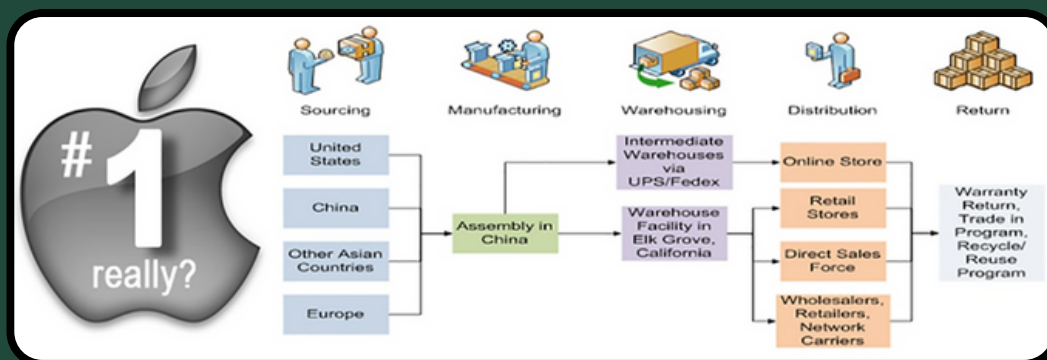 #1
really?
Sourcing
Manufacturing
Warehousing
Distribution
Return
United
States
China
Other Asian
Countries
Europe
Assembly in
China
Intermediate
Warehouses
via
UPS/Fedex
Warehouse
Facility in
Elk Grove,
California
Online Store
Retail
Stores
Direct Sales
Force
Wholesalers,
Retailers,
Network
Carriers
Warranty
Return,
Trade in
Program,
Recycle/
Reuse
Program